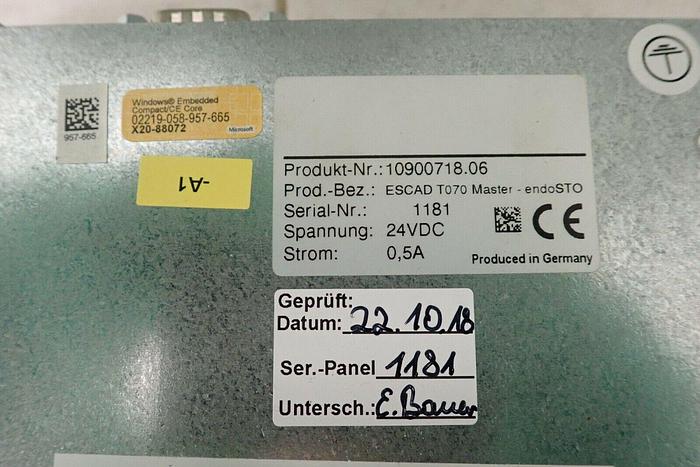 Windows® Embedded
Compact/CE Core
02219-058-957-665
X20-88072
Microsoft
957-665
-A1
Produkt-Nr.:10900718.06
Prod.-Bez.: ESCAD T070 Master - endoSTO
Serial-Nr.: 1181
Spannung: 24VDC
Strom: 0,5A
CE
Produced in Germany
Geprüft:
Datum: 22.10.18
Ser.-Panel 1181
Untersch.: E. Bauer